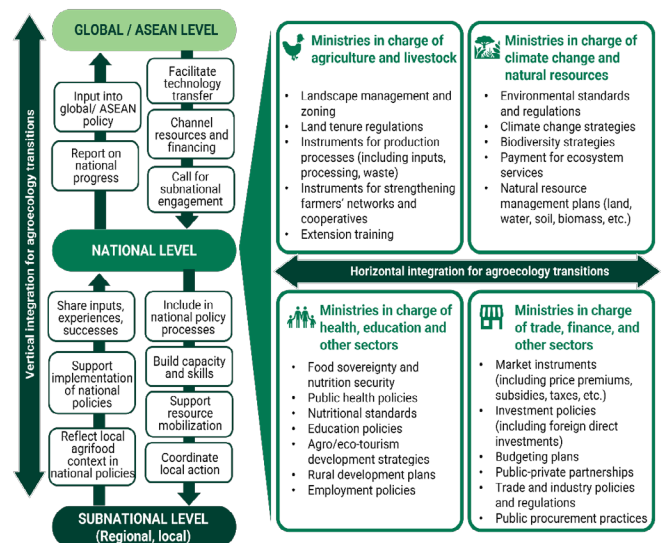 Vertical integration for agroecology transitions
GLOBAL / ASEAN LEVEL
Input into
global/ ASEAN
policy
Report on
national
progress
Facilitate
technology
transfer
Channel
resources and
financing
Call for
subnational
engagement
NATIONAL LEVEL
Share inputs,
experiences,
successes
Support
implementation
of national
policies
Reflect local
agrifood
context in
national policies
Include in
national policy
processes
Build capacity
and skills
Support
resource
mobilization
Coordinate
local action
SUBNATIONAL LEVEL
(Regional, local)
Ministries in charge of
agriculture and livestock
• Landscape management and
zoning
• Land tenure regulations
• Instruments for production
processes (including inputs,
processing, waste)
• Instruments for strengthening
farmers' networks and
cooperatives
• Extension training
Ministries in charge of
climate change and
natural resources
• Environmental standards
and regulations
• Climate change strategies
• Biodiversity strategies
• Payment for ecosystem
services
• Natural resource
management plans (land,
water, soil, biomass, etc.)
Horizontal integration for agroecology transitions
Ministries in charge of
health, education and
other sectors
• Food sovereignty and
nutrition security
• Public health policies
• Nutritional standards
• Education policies
• Agro/eco-tourism
development strategies
• Rural development plans
• Employment policies
Ministries in charge
of trade, finance, and
other sectors
• Market instruments
(including price premiums,
subsidies, taxes, etc.)
• Investment policies
(including foreign direct
investments)
• Budgeting plans
• Public-private partnerships
• Trade and industry policies
and regulations
• Public procurement practices